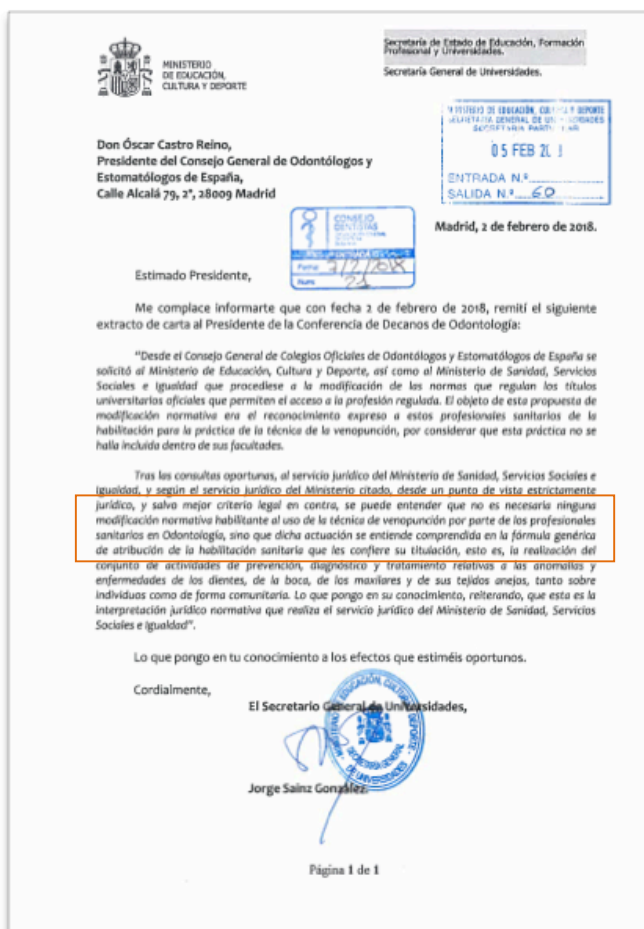 MINISTERIO
DE EDUCACIÓN,
CULTURA Y DEPORTE
Secretaría de Estado de Educación, Formación
Profesional y Universidades.
Secretaría General de Universidades.
MINISTERIO DE EDUCACIÓN, CULTURA Y DEPORTE
SECRETARÍA GENERAL DE UNIVERSIDADES
SECRETARIA PARTICULAR
05 FEB
ENTRADA N.º
SALIDA N.º 60
Don Óscar Castro Reino,
Presidente del Consejo General de Odontólogos y
Estomatólogos de España,
Calle Alcalá 79, 2°, 28009 Madrid
Madrid, 2 de febrero de 2018.
CONSEJO
DENTISTAS
ENTRADA
Fecha
Num. 21
Estimado Presidente,
Me complace informarte que con fecha 2 de febrero de 2018, remití el siguiente
extracto de carta al Presidente de la Conferencia de Decanos de Odontología:
"Desde el Consejo General de Colegios Oficiales de Odontólogos y Estomatólogos de España se
solicitó al Ministerio de Educación, Cultura y Deporte, así como al Ministerio de Sanidad, Servicios
Sociales e Igualdad que procediese a la modificación de las normas que regulan los títulos
universitarios oficiales que permiten el acceso a la profesión regulada. El objeto de esta propuesta de
modificación normativa era el reconocimiento expreso a estos profesionales sanitarios de la
habilitación para la práctica de la técnica de la venopunción, por considerar que esta práctica no se
halla incluida dentro de sus facultades.
Tras las consultas oportunas, al servicio jurídico del Ministerio de Sanidad, Servicios Sociales e
Igualdad, y según el servicio jurídico del Ministerio citado, desde un punto de vista estrictamente
jurídico, y salvo mejor criterio legal en contra, se puede entender que no es necesaria ninguna
modificación normativa habilitante al uso de la técnica de venopunción por parte de los profesionales
sanitarios en Odontología, sino que dicha actuación se entiende comprendida en la fórmula genérica
de atribución de la habilitación sanitaria que les confiere su titulación, esto es, la realización del
conjunto de actividades de prevención, diagnóstico y tratamiento relativas a las anomalías y
enfermedades de los dientes, de la boca, de los maxilares y de sus tejidos anejos, tanto sobre
individuos como de forma comunitaria. Lo que pongo en su conocimiento, reiterando, que esta es la
interpretación jurídico normativa que realiza el servicio jurídico del Ministerio de Sanidad, Servicios
Sociales e Igualdad".
Lo que pongo en tu conocimiento a los efectos que estiméis oportunos.
Cordialmente,
El Secretario General de Universidades,
Jorge Sainz González.
Página 1 de 1